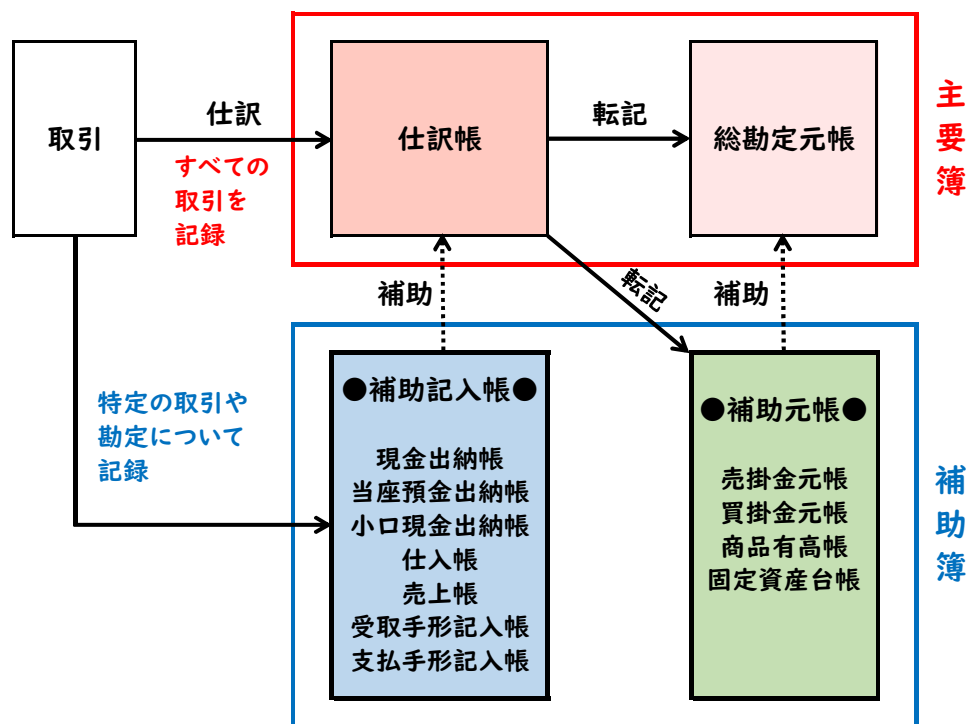 取引
仕訳
すべての
取引を
記録
仕訳帳
転記
総勘定元帳
主要簿
補助
転記
補助
特定の取引や
勘定について
記録
●補助記入帳●
現金出納帳
当座預金出納帳
小口現金出納帳
仕入帳
売上帳
受取手形記入帳
支払手形記入帳
●補助元帳●
売掛金元帳
買掛金元帳
商品有高帳
固定資産台帳
補助簿